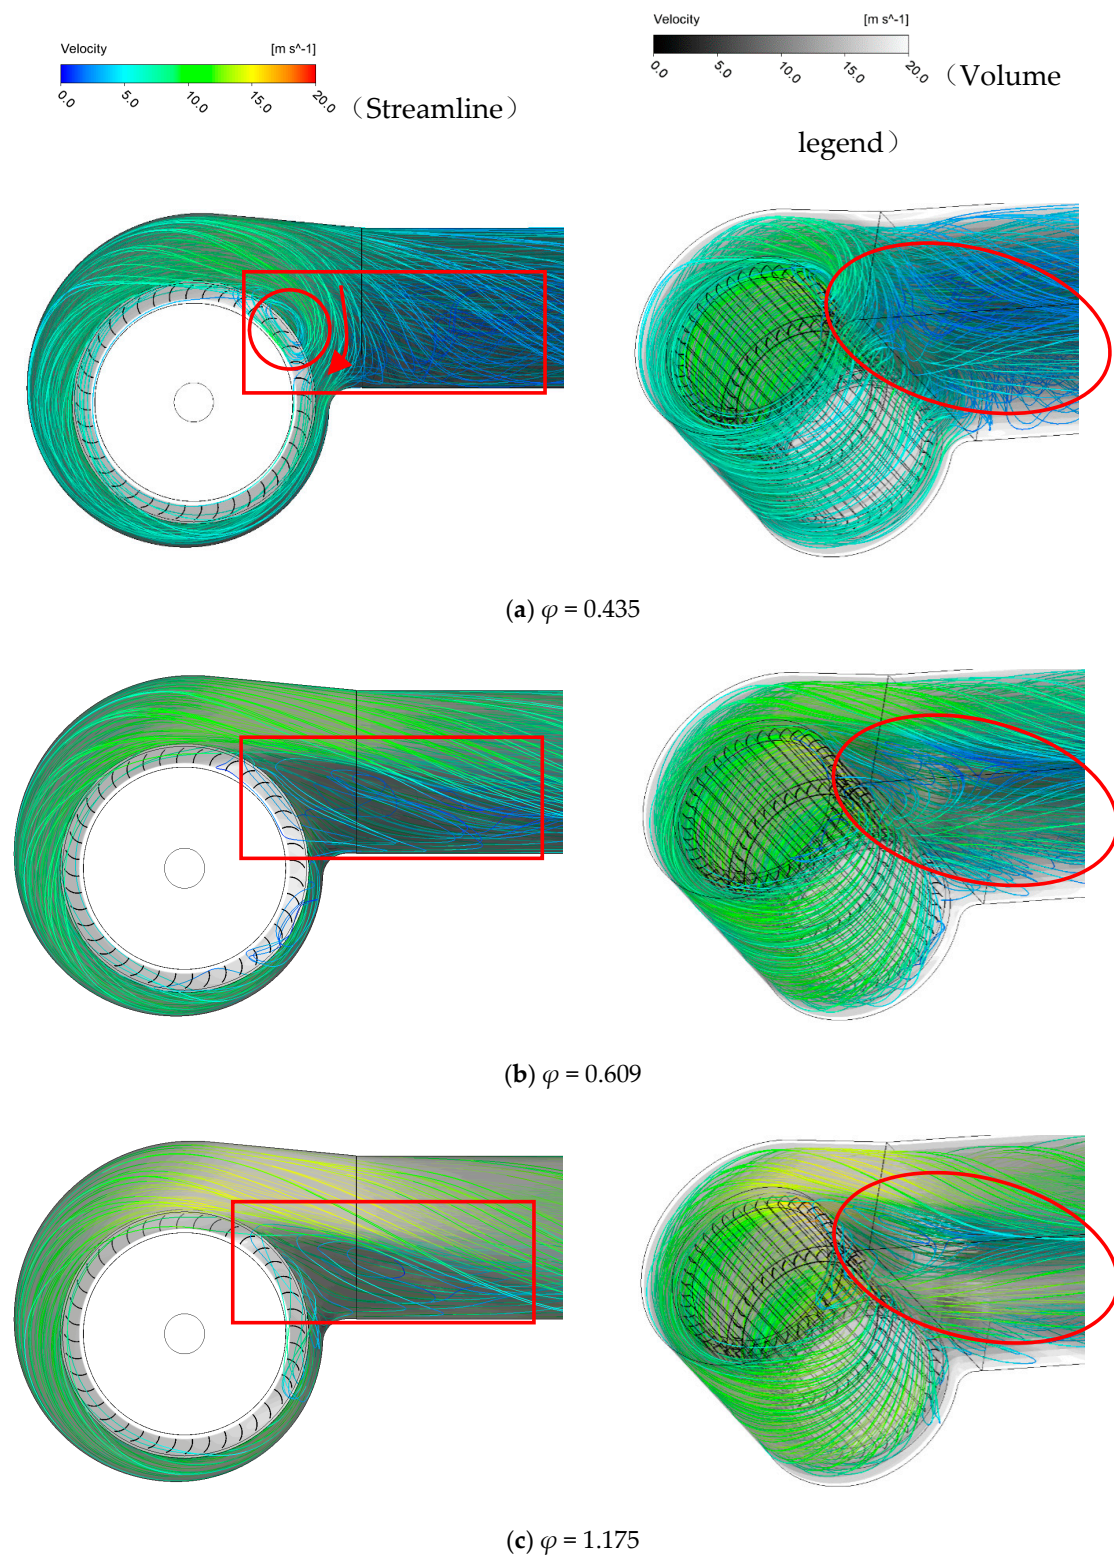 Velocity [m s^-1]
0.0 5.0 10.0 15.0 20.0
（Streamline）
Velocity [m s^-1]
0.0 5.0 10.0 15.0 20.0
（Volume
legend）
(a) φ = 0.435
(b) φ = 0.609
(c) φ = 1.175